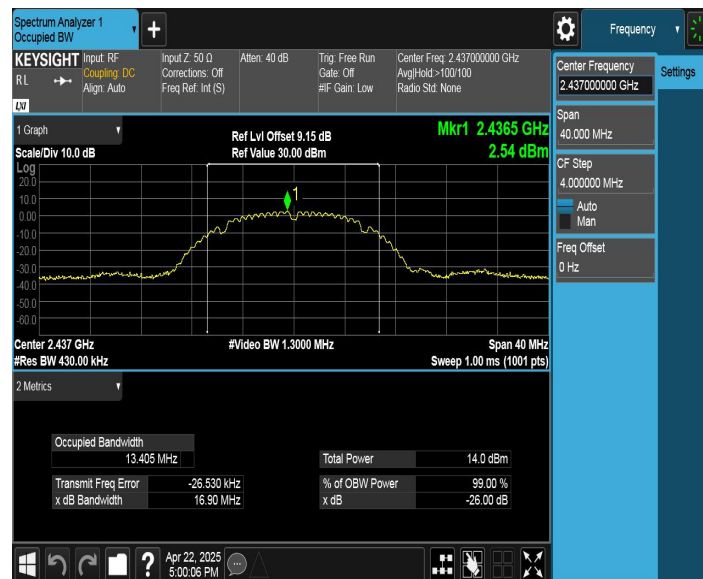 Spectrum Analyzer 1
Occupied BW
Frequency
KEYSIGHT
RL
LXI
Input: RF
Coupling: DC
Align: Auto
Input Z: 50 Ω
Corrections: Off
Freq Ref: Int (S)
Atten: 40 dB
Trig: Free Run
Gate: Off
#IF Gain: Low
Center Freq: 2.437000000 GHz
Avg|Hold:>100/100
Radio Std: None
Center Frequency
2.437000000 GHz
Settings
Span
40.000 MHz
CF Step
4.000000 MHz
Auto
Man
Freq Offset
0 Hz
1 Graph
Scale/Div 10.0 dB
Ref Lvl Offset 9.15 dB
Ref Value 30.00 dBm
Mkr1 2.4365 GHz
2.54 dBm
Log
20.0
10.0
0.00
-10.0
-20.0
-30.0
-40.0
-50.0
-60.0
1
Center 2.437 GHz
#Video BW 1.3000 MHz
Span 40 MHz
#Res BW 430.00 kHz
Sweep 1.00 ms (1001 pts)
2 Metrics
Occupied Bandwidth
13.405 MHz
Total Power 14.0 dBm
Transmit Freq Error -26.530 kHz
% of OBW Power 99.00 %
x dB Bandwidth 16.90 MHz
x dB -26.00 dB
Apr 22, 2025
5:00:06 PM